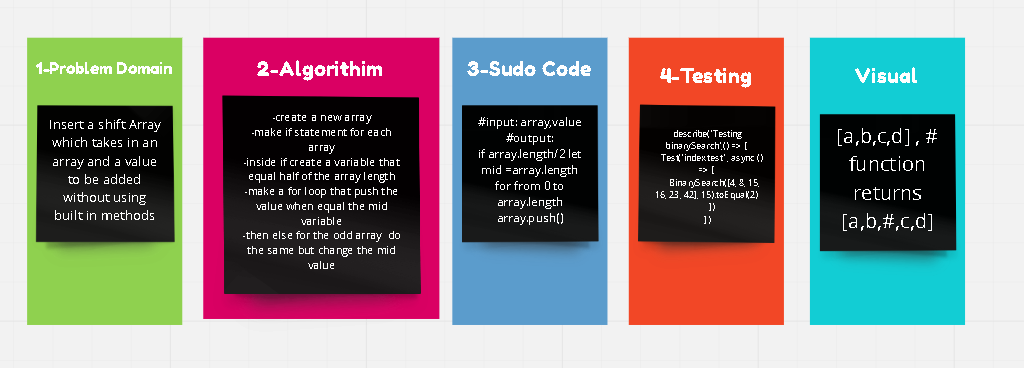 1-Problem Domain
Insert a shift Array
which takes in an
array and a value
to be added
without using
built in methods
2-Algorithim
-create a new array
-make if statement for each
array
-inside if create a variable that
equal half of the array length
-make a for loop that push the
value when equal the mid
variable
-then else for the odd array do
the same but change the mid
value
3-Sudo Code
#input: array,value
#output:
if array.length/2 let
mid =array.length
for from 0 to
array.length
array.push()
4-Testing
describe('Testing
binarySearch',() => [
Test('index test', async ()
=> [
BinarySearch([4, 8, 15,
16, 23, 42], 15).toEqual(2)
])
])
Visual
[a,b,c,d] , #
function
returns
[a,b,#,c,d]